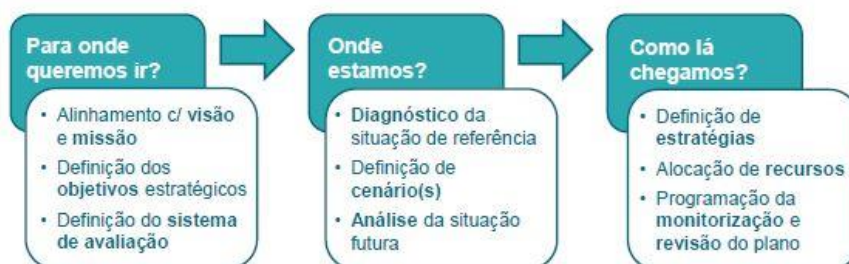 Para onde
queremos ir?
• Alinhamento c/ visão
e missão
• Definição dos
objetivos estratégicos
• Definição do sistema
de avaliação
Onde
estamos?
• Diagnóstico da
situação de referência
• Definição de
cenário(s)
• Análise da situação
futura
Como lá
chegamos?
• Definição de
estratégias
• Alocação de recursos
• Programação da
monitorização e
revisão do plano